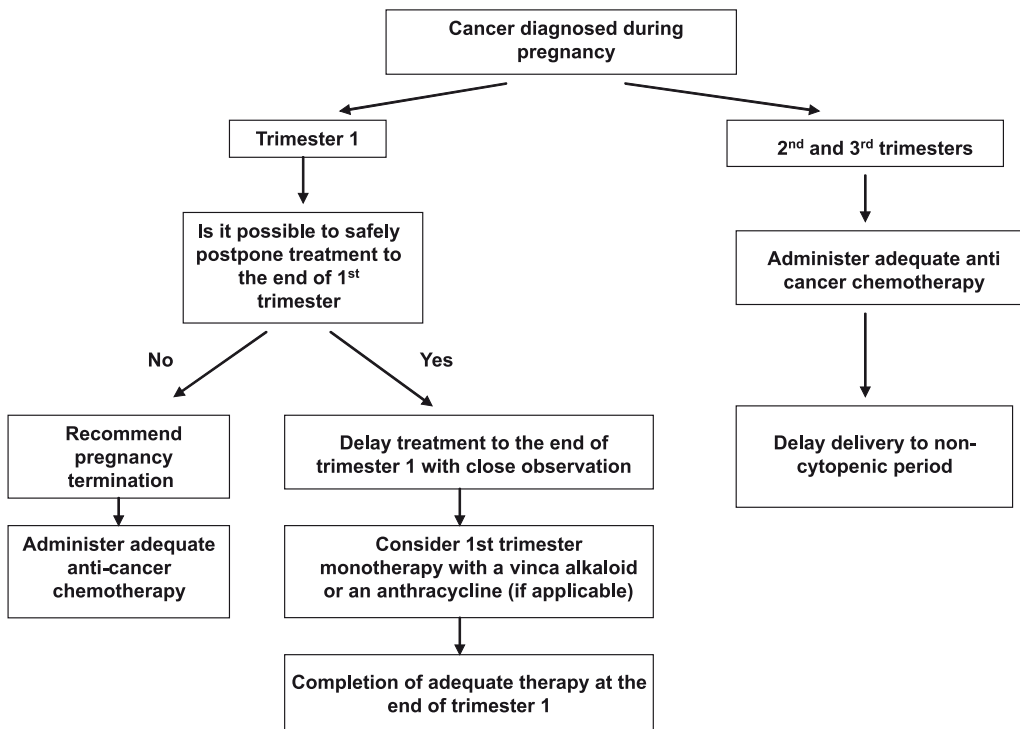 Cancer diagnosed during
pregnancy
Trimester 1
2nd and 3rd trimesters
Is it possible to safely
postpone treatment to
the end of 1st
trimester
Administer adequate anti
cancer chemotherapy
No
Yes
Recommend
pregnancy
termination
Delay treatment to the end of
trimester 1 with close observation
Delay delivery to non-
cytopenic period
Administer adequate
anti-cancer
chemotherapy
Consider 1st trimester
monotherapy with a vinca alkaloid
or an anthracycline (if applicable)
Completion of adequate therapy at the
end of trimester 1